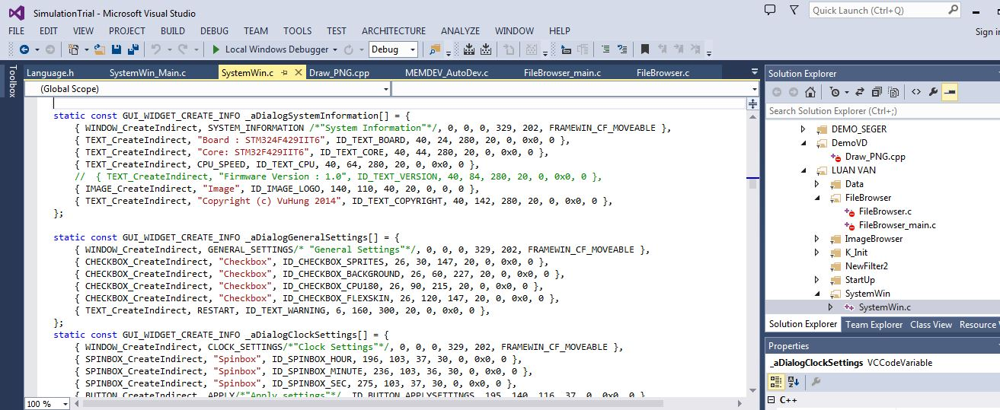 SimulationTrial - Microsoft Visual Studio
Quick Launch (Ctrl+Q)
FILE EDIT VIEW PROJECT BUILD DEBUG TEAM TOOLS TEST ARCHITECTURE ANALYZE WINDOW HELP
Sign in
Local Windows Debugger Debug
Toolbox
Language.h SystemWin_Main.c SystemWin.c Draw_PNG.cpp MEMDEV_AutoDev.c FileBrowser_main.c FileBrowser.c
(Global Scope)
static const GUI_WIDGET_CREATE_INFO _aDialogSystemInformation[] = {
{ WINDOW_CreateIndirect, SYSTEM_INFORMATION /*"System Information"*/, 0, 0, 0, 329, 202, FRAMEWIN_CF_MOVEABLE },
{ TEXT_CreateIndirect, "Board : STM324F429IIT6", ID_TEXT_BOARD, 40, 24, 280, 20, 0, 0x0, 0 },
{ TEXT_CreateIndirect, "Core: STM32F429IIT6", ID_TEXT_CORE, 40, 44, 280, 20, 0, 0x0, 0 },
{ TEXT_CreateIndirect, CPU_SPEED, ID_TEXT_CPU, 40, 64, 280, 20, 0, 0x0, 0 },
// { TEXT_CreateIndirect, "Firmware Version : 1.0", ID_TEXT_VERSION, 40, 84, 280, 20, 0, 0x0, 0 },
{ IMAGE_CreateIndirect, "Image", ID_IMAGE_LOGO, 140, 110, 40, 20, 0, 0, 0 },
{ TEXT_CreateIndirect, "Copyright (c) VuHung 2014", ID_TEXT_COPYRIGHT, 40, 142, 280, 20, 0, 0x0, 0 },
};
static const GUI_WIDGET_CREATE_INFO _aDialogGeneralSettings[] = {
{ WINDOW_CreateIndirect, GENERAL_SETTINGS/* "General Settings"*/, 0, 0, 0, 329, 202, FRAMEWIN_CF_MOVEABLE },
{ CHECKBOX_CreateIndirect, "Checkbox", ID_CHECKBOX_SPRITES, 26, 30, 147, 20, 0, 0x0, 0 },
{ CHECKBOX_CreateIndirect, "Checkbox", ID_CHECKBOX_BACKGROUND, 26, 60, 227, 20, 0, 0x0, 0 },
{ CHECKBOX_CreateIndirect, "Checkbox", ID_CHECKBOX_CPU180, 26, 90, 215, 20, 0, 0x0, 0 },
{ CHECKBOX_CreateIndirect, "Checkbox", ID_CHECKBOX_FLEXSKIN, 26, 120, 147, 20, 0, 0x0, 0 },
{ TEXT_CreateIndirect, RESTART, ID_TEXT_WARNING, 6, 160, 300, 20, 0, 0x0, 0 },
};
static const GUI_WIDGET_CREATE_INFO _aDialogClockSettings[] = {
{ WINDOW_CreateIndirect, CLOCK_SETTINGS/*"Clock Settings"*/, 0, 0, 0, 329, 202, FRAMEWIN_CF_MOVEABLE },
{ SPINBOX_CreateIndirect, "Spinbox", ID_SPINBOX_HOUR, 196, 103, 37, 30, 0, 0x0, 0 },
{ SPINBOX_CreateIndirect, "Spinbox", ID_SPINBOX_MINUTE, 236, 103, 36, 30, 0, 0x0, 0 },
{ SPINBOX_CreateIndirect, "Spinbox", ID_SPINBOX_SEC, 275, 103, 37, 30, 0, 0x0, 0 },
{ BUTTON_CreateIndirect, APPLY/*"Apply settings"*/, ID_BUTTON_APPLYSETTINGS, 195, 140, 116, 37, 0, 0x0, 0 },
100 %
Solution Explorer
Search Solution Explorer (Ctrl+;)
DEMO_SEGER
DemoVD
Draw_PNG.cpp
LUAN VAN
Data
FileBrowser
FileBrowser.c
FileBrowser_main.c
ImageBrowser
K_Init
NewFilter2
StartUp
SystemWin
SystemWin.c
Solution Explorer Team Explorer Class View Resource
Properties
_aDialogClockSettings VCCodeVariable
C++